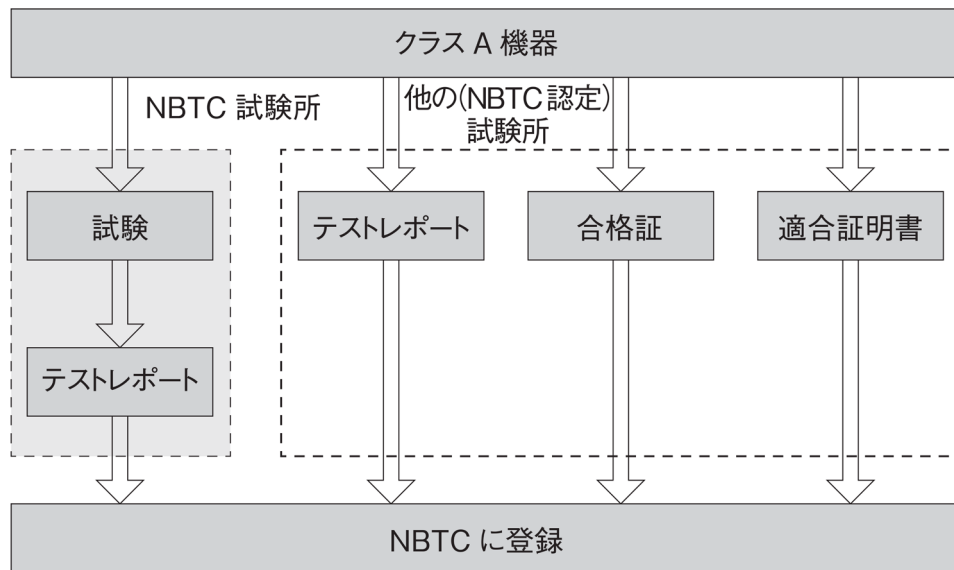 クラス A 機器
NBTC 試験所
他の(NBTC 認定)
試験所
試験
テストレポート
合格証
適合証明書
テストレポート
NBTC に登録